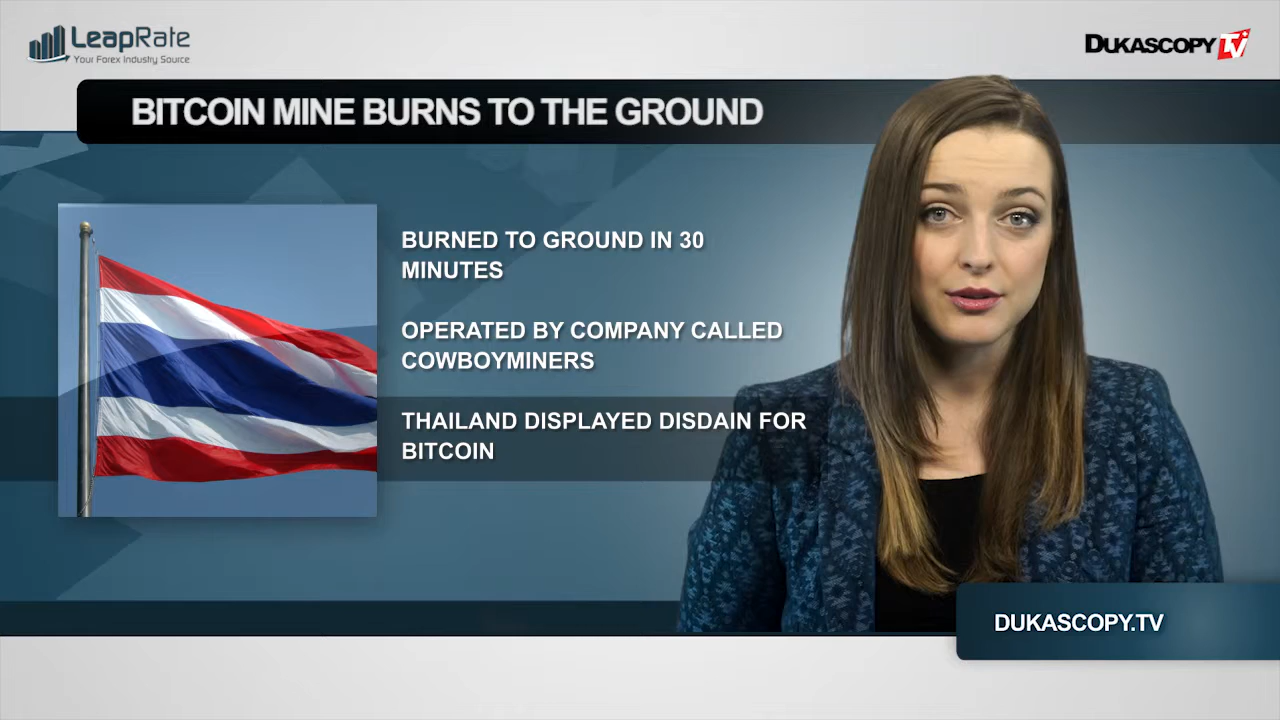 LeapRate
Your Forex Industry Source
DUKASCOPY TV
BITCOIN MINE BURNS TO THE GROUND
BURNED TO GROUND IN 30
MINUTES
OPERATED BY COMPANY CALLED
COWBOYMINERS
THAILAND DISPLAYED DISDAIN FOR
BITCOIN
DUKASCOPY.TV